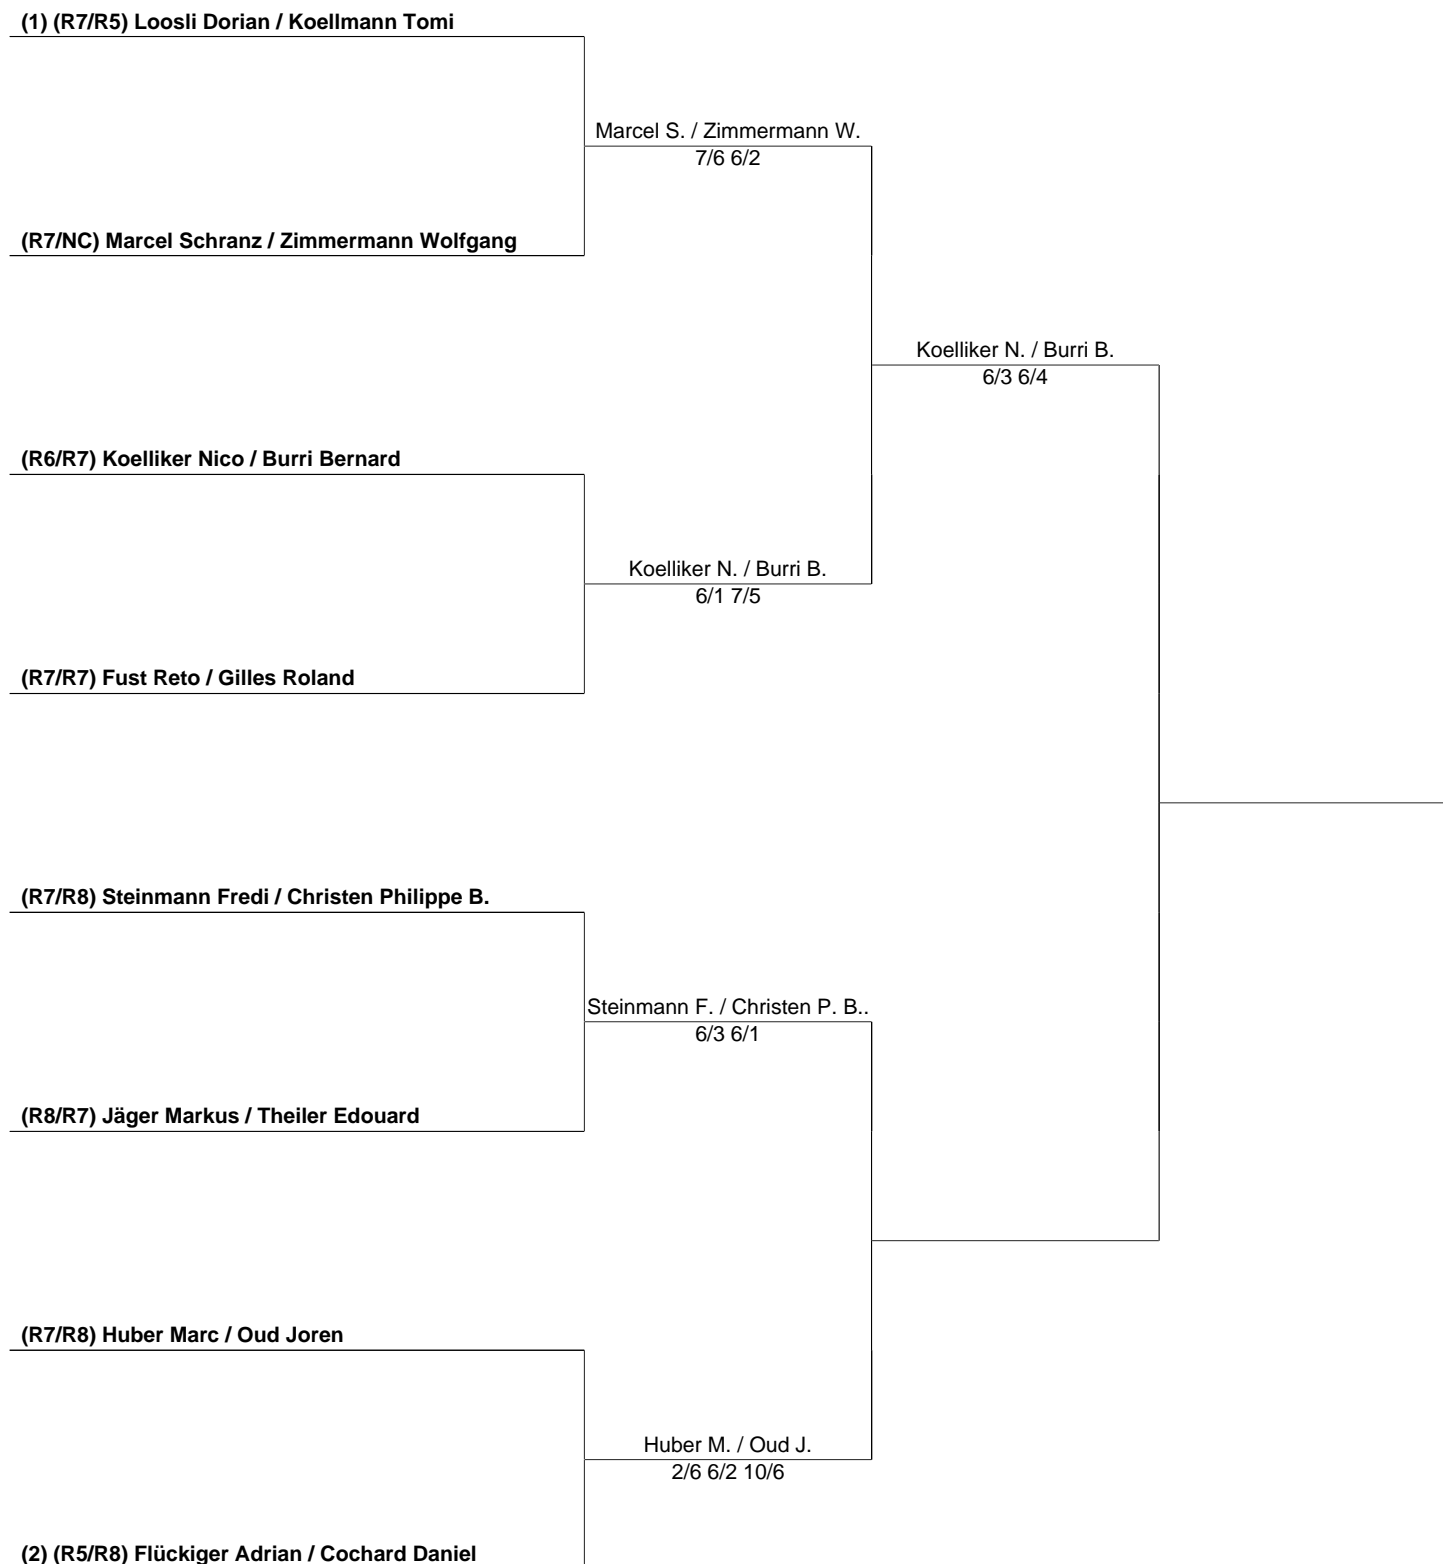 (1) (R7/R5) Loosli Dorian / Koellmann Tomi
Marcel S. / Zimmermann W.
7/6 6/2
(R7/NC) Marcel Schranz / Zimmermann Wolfgang
Koelliker N. / Burri B.
6/3 6/4
(R6/R7) Koelliker Nico / Burri Bernard
Koelliker N. / Burri B.
6/1 7/5
(R7/R7) Fust Reto / Gilles Roland
(R7/R8) Steinmann Fredi / Christen Philippe B.
Steinmann F. / Christen P. B..
6/3 6/1
(R8/R7) Jäger Markus / Theiler Edouard
(R7/R8) Huber Marc / Oud Joren
Huber M. / Oud J.
2/6 6/2 10/6
(2) (R5/R8) Flückiger Adrian / Cochard Daniel